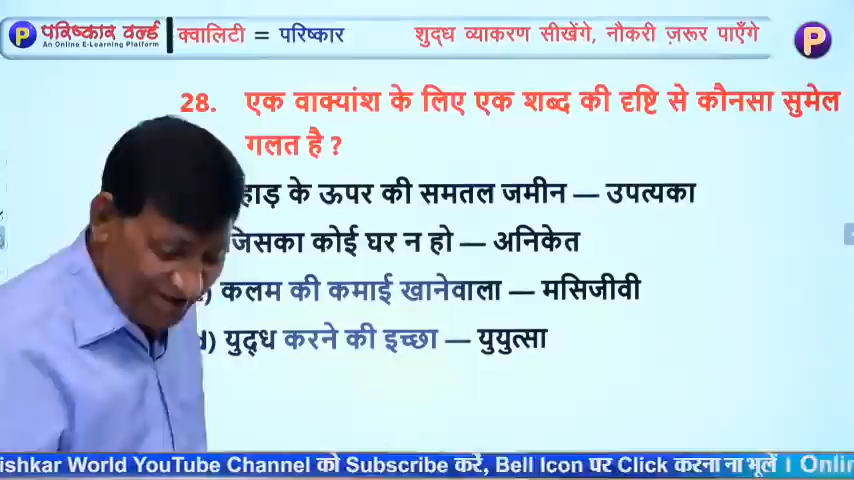 परिष्कार वर्ल्ड
An Online E-Learning Platform
क्वालिटी = परिष्कार
शुद्ध व्याकरण सीखेंगे, नौकरी ज़रूर पाएँगे
P
P
28. एक वाक्यांश के लिए एक शब्द की दृष्टि से कौनसा सुमेल
गलत है ?
के ऊपर की समतल जमीन — उपत्यका
जिसका कोई घर न हो — अनिकेत
कलम की कमाई खानेवाला — मसिजीवी
d) युद्ध करने की इच्छा — युयुत्सा
World YouTube Channel को Subscribe करें, Bell Icon पर Click करना ना भूलें ।